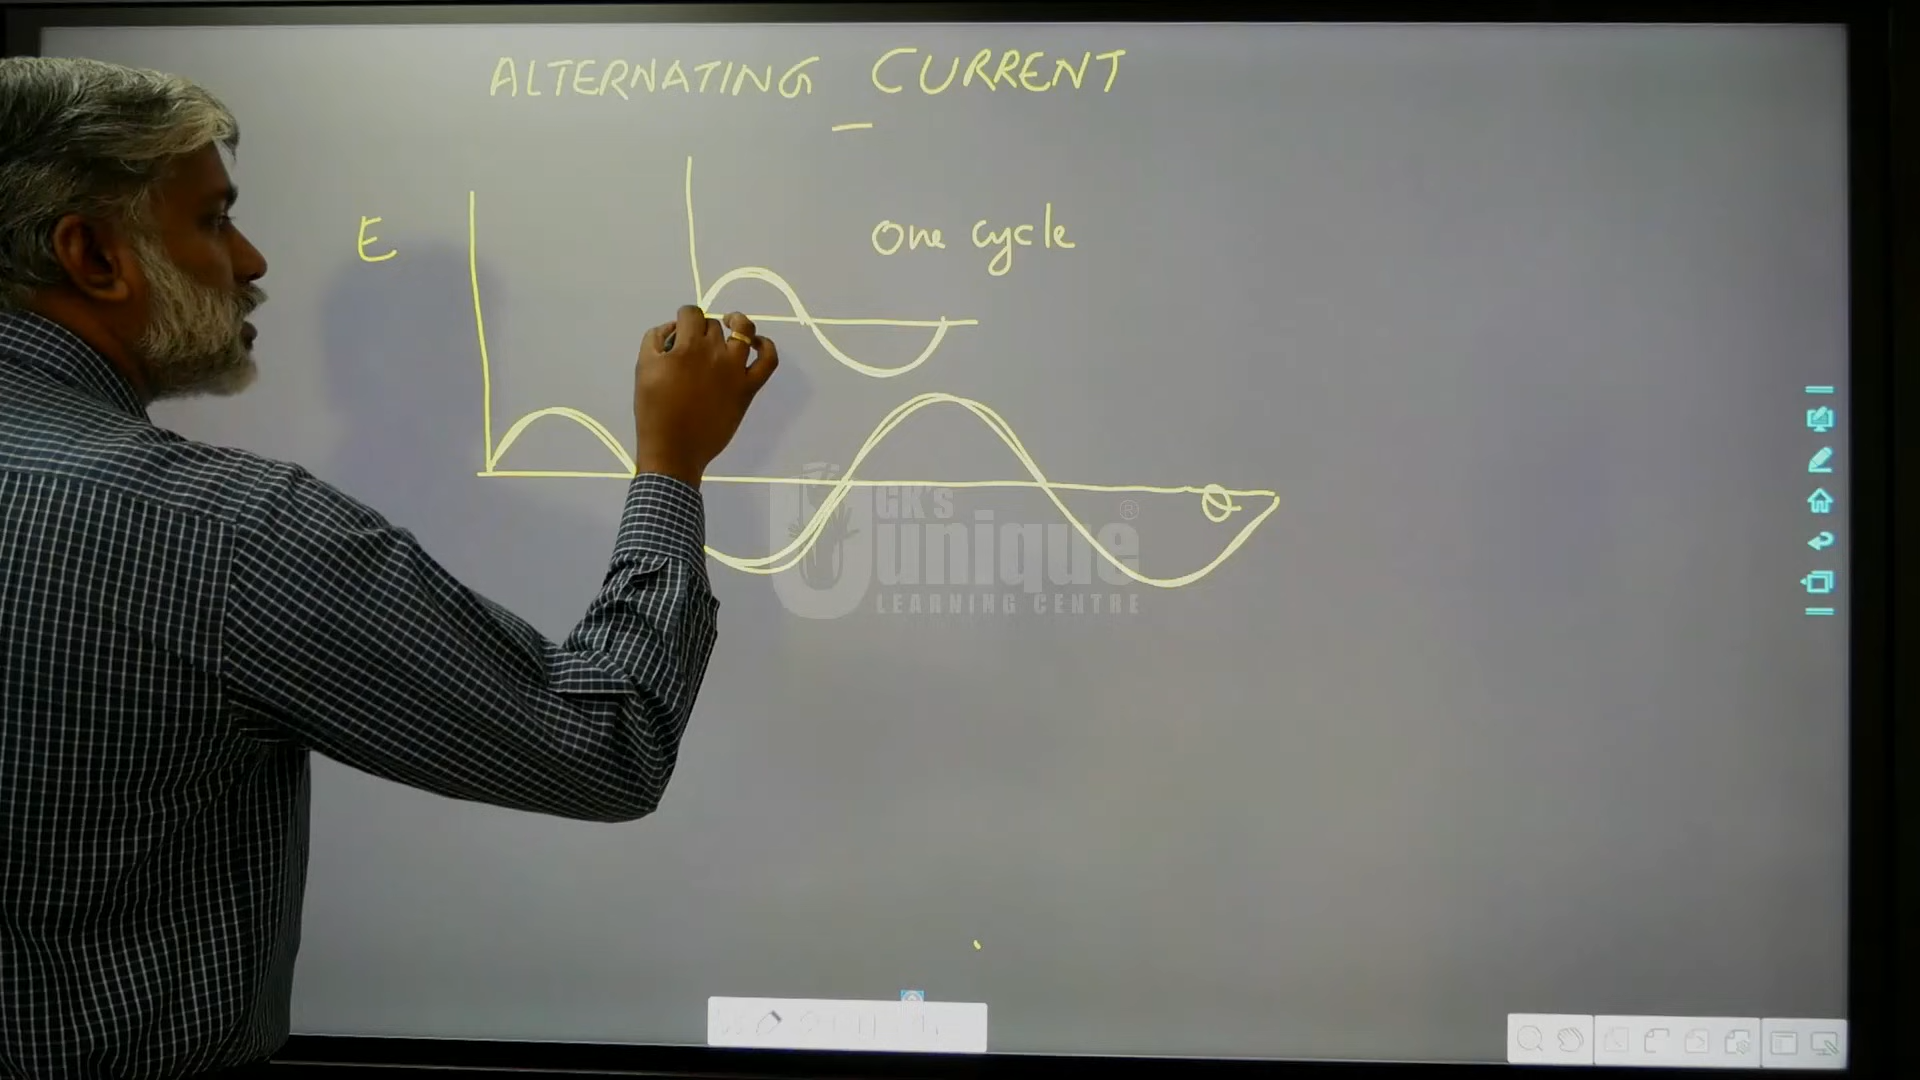 ALTERNATING CURRENT
E
One cycle
GK's
unique®
LEARNING CENTRE